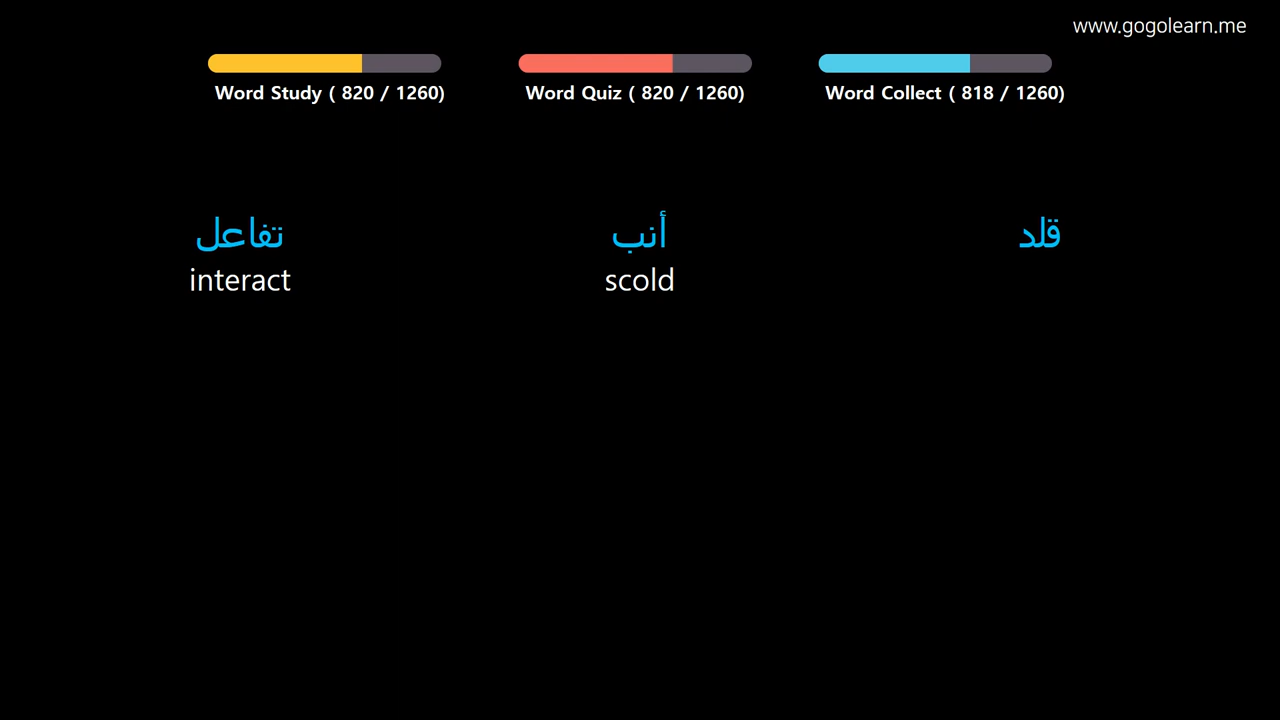 www.gogolearn.me
Word Study ( 820 / 1260)
Word Quiz ( 820 / 1260)
Word Collect ( 818 / 1260)
تفاعل
interact
أنب
scold
قلد